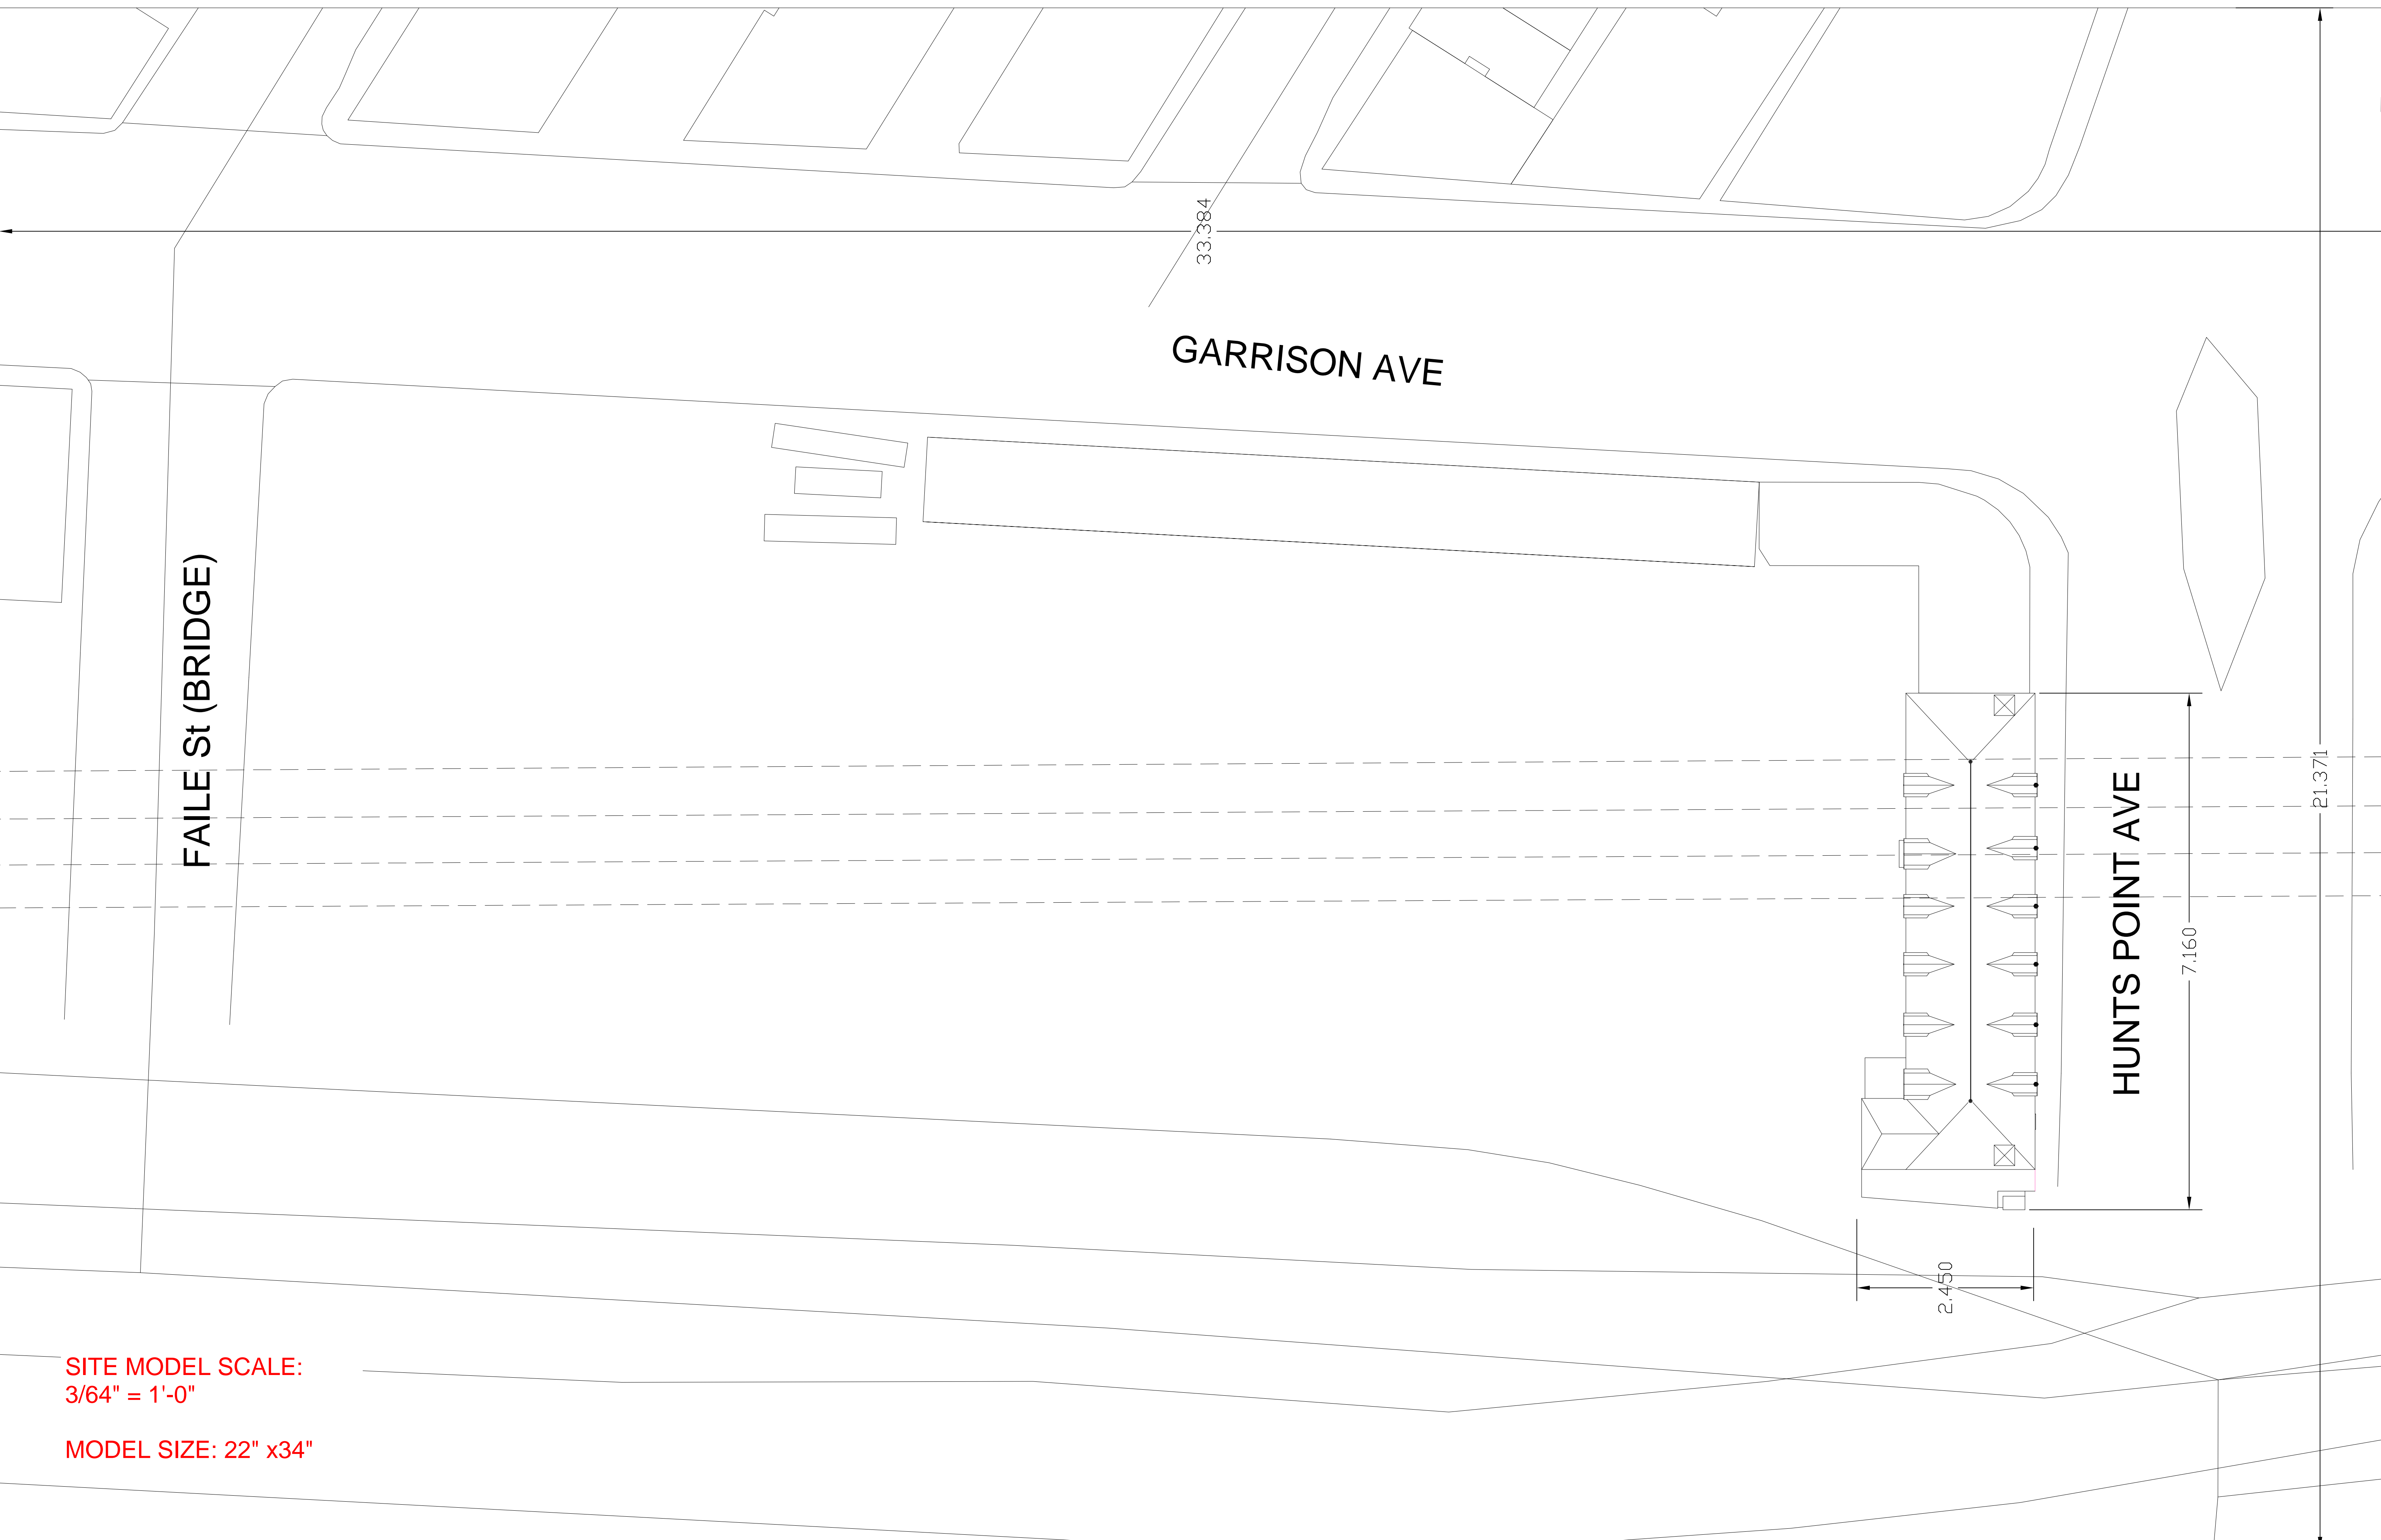 33.384
GARRISON AVE
FAILE St (BRIDGE)
HUNTS POINT AVE
7.160
21.371
2.450
SITE MODEL SCALE:
3/64" = 1'-0"
MODEL SIZE: 22" x34"